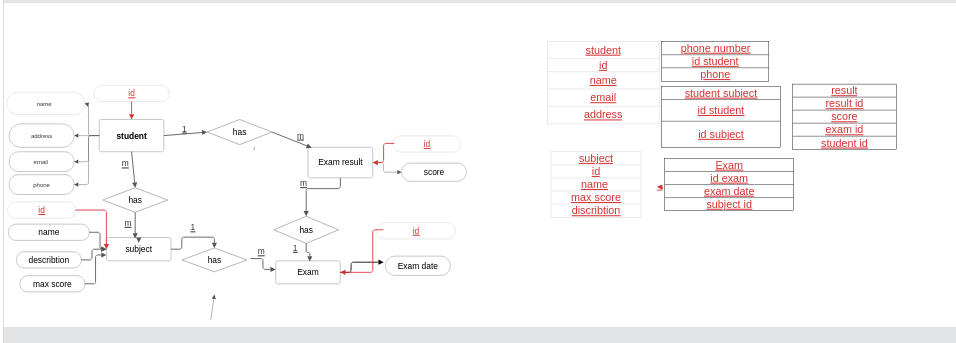 id
name
address
email
phone
student
1
has
m
Exam result
id
score
m
has
m
m
id
name
describtion
max score
subject
1
has
m
has
1
Exam
id
Exam date
student
id
name
email
address
phone number
id student
phone
student subject
id student
id subject
result
result id
score
exam id
student id
subject
id
name
max score
discribtion
Exam
id exam
exam date
subject id